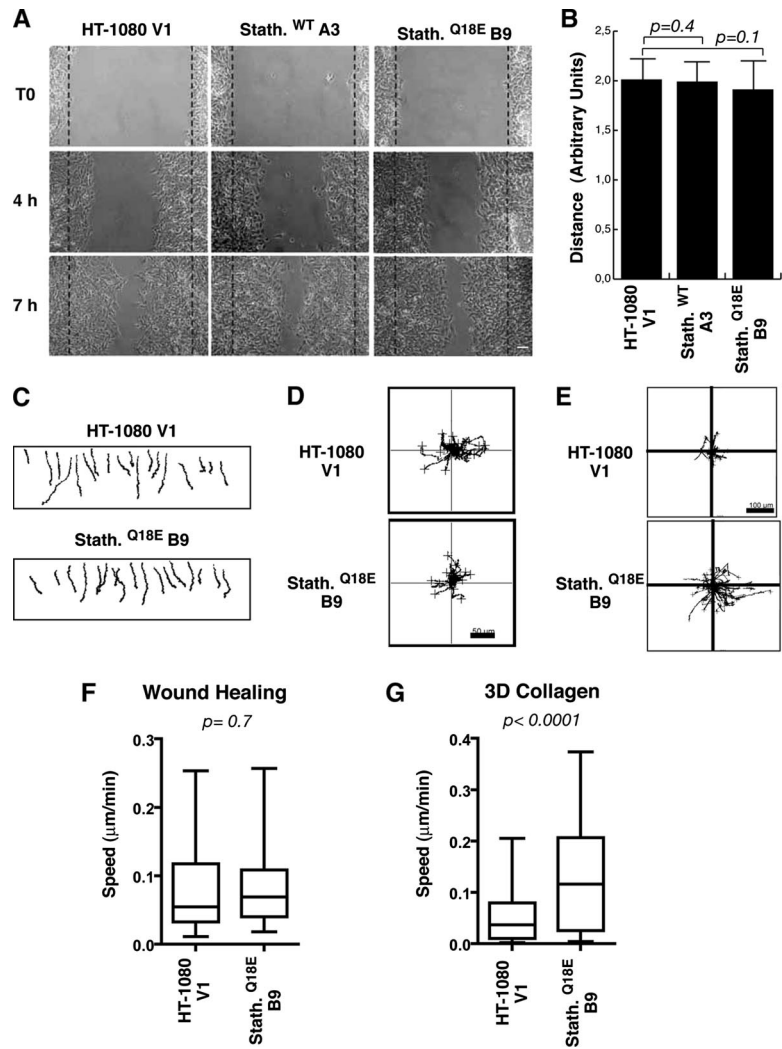 A
HT-1080 V1
Stath. WT A3
Stath. Q18E B9
T0
4 h
7 h
B
p=0.4
p=0.1
Distance (Arbitrary Units)
2,5
2,0
1,5
1,0
0,5
0,0
HT-1080
V1
Stath. WT
A3
Stath. Q18E
B9
C
HT-1080 V1
Stath. Q18E B9
D
HT-1080
V1
Stath. Q18E
B9
50 µm
E
HT-1080
V1
100 µm
Stath. Q18E
B9
F
Wound Healing
p= 0.7
Speed (µm/min)
0.3
0.2
0.1
0.0
HT-1080
V1
Stath. Q18E
B9
G
3D Collagen
p< 0.0001
Speed (µm/min)
0.4
0.3
0.2
0.1
0.0
HT-1080
V1
Stath. Q18E
B9